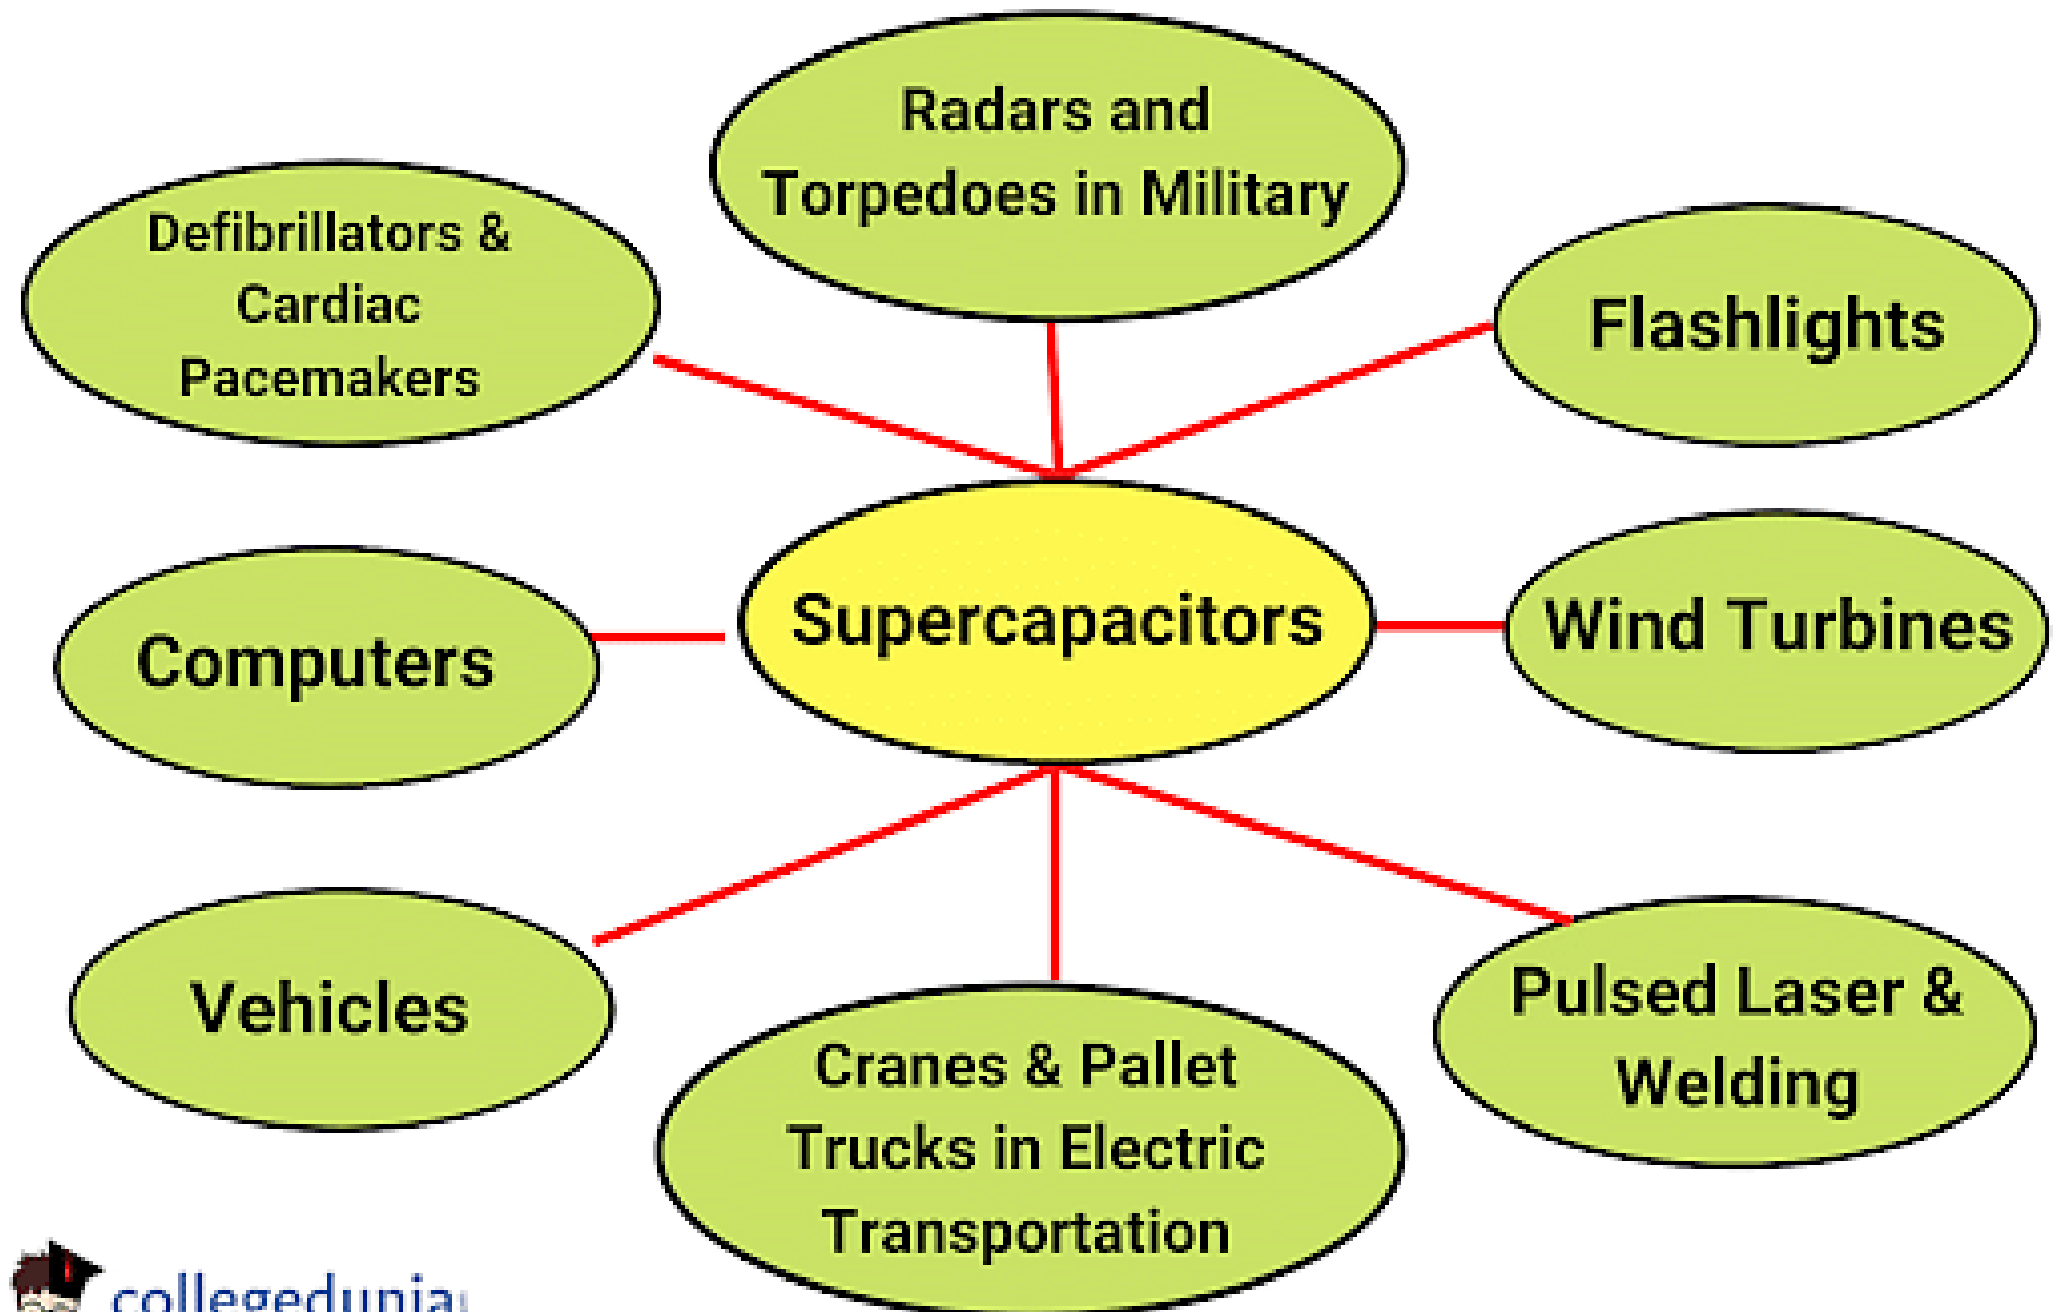 Radars and
Torpedoes in Military
Defibrillators &
Cardiac
Pacemakers
Flashlights
Supercapacitors
Wind Turbines
Computers
Vehicles
Cranes & Pallet
Trucks in Electric
Transportation
Pulsed Laser &
Welding
collegedunia